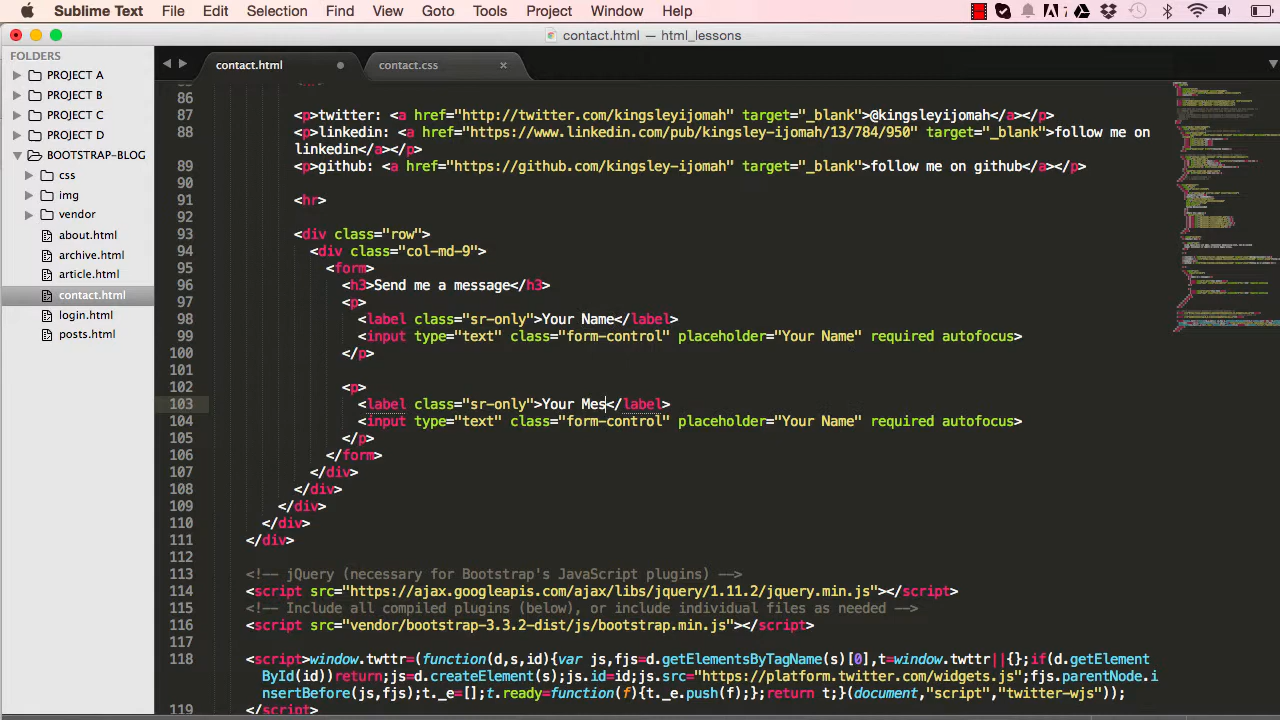 Sublime Text File Edit Selection Find View Goto Tools Project Window Help
contact.html — html_lessons
FOLDERS
PROJECT A
PROJECT B
PROJECT C
PROJECT D
BOOTSTRAP-BLOG
css
img
vendor
about.html
archive.html
article.html
contact.html
login.html
posts.html
contact.html
contact.css
86
87 <p>twitter: <a href="http://twitter.com/kingsleyijomah" target="_blank">@kingsleyijomah</a></p>
88 <p>linkedin: <a href="https://www.linkedin.com/pub/kingsley-ijomah/13/784/950" target="_blank">follow me on
linkedin</a></p>
89 <p>github: <a href="https://github.com/kingsley-ijomah" target="_blank">follow me on github</a></p>
90
91 <hr>
92
93 <div class="row">
94 <div class="col-md-9">
95 <form>
96 <h3>Send me a message</h3>
97 <p>
98 <label class="sr-only">Your Name</label>
99 <input type="text" class="form-control" placeholder="Your Name" required autofocus>
100 </p>
101
102 <p>
103 <label class="sr-only">Your Mes</label>
104 <input type="text" class="form-control" placeholder="Your Name" required autofocus>
105 </p>
106 </form>
107 </div>
108 </div>
109 </div>
110 </div>
111 </div>
112
113 <!-- jQuery (necessary for Bootstrap's JavaScript plugins) -->
114 <script src="https://ajax.googleapis.com/ajax/libs/jquery/1.11.2/jquery.min.js"></script>
115 <!-- Include all compiled plugins (below), or include individual files as needed -->
116 <script src="vendor/bootstrap-3.3.2-dist/js/bootstrap.min.js"></script>
117
118 <script>window.twttr=(function(d,s,id){var js,fjs=d.getElementsByTagName(s)[0],t=window.twttr||{};if(d.getElement
ById(id))return;js=d.createElement(s);js.id=id;js.src="https://platform.twitter.com/widgets.js";fjs.parentNode.i
nsertBefore(js,fjs);t._e=[];t.ready=function(f){t._e.push(f);};return t;}(document,"script","twitter-wjs"));
119 </script>